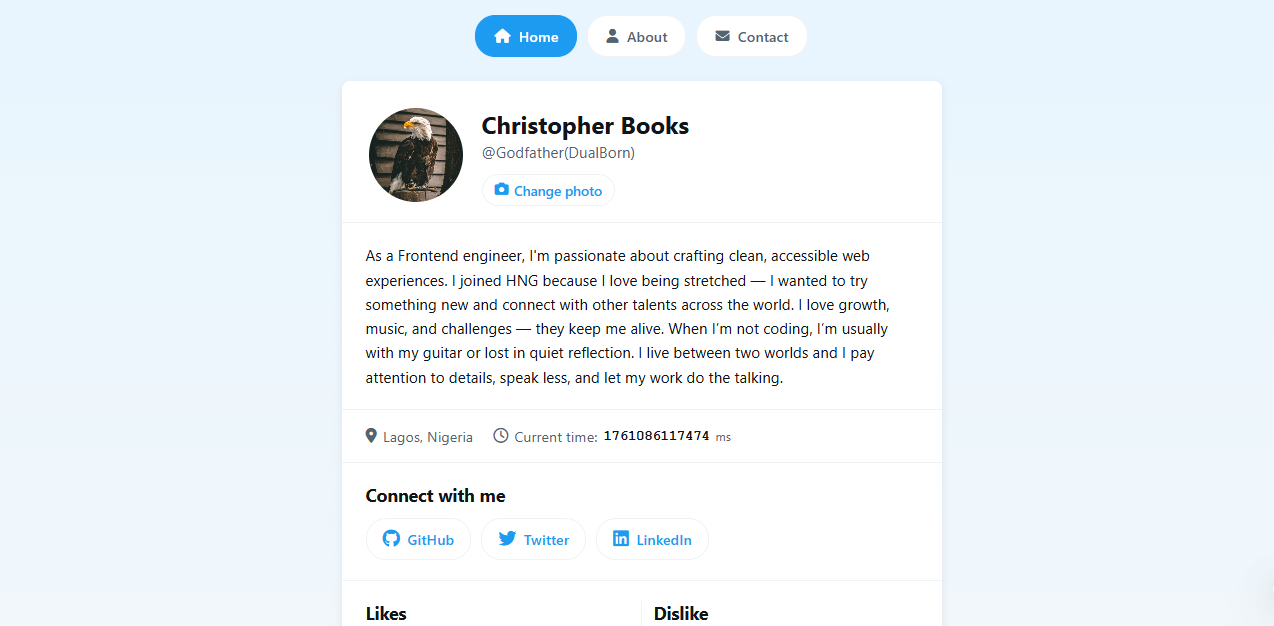 Home About Contact
Christopher Books
@Godfather(DualBorn)
Change photo
As a Frontend engineer, I'm passionate about crafting clean, accessible web
experiences. I joined HNG because I love being stretched — I wanted to try
something new and connect with other talents across the world. I love growth,
music, and challenges — they keep me alive. When I’m not coding, I’m usually
with my guitar or lost in quiet reflection. I live between two worlds and I pay
attention to details, speak less, and let my work do the talking.
Lagos, Nigeria Current time: 1761086117474 ms
Connect with me
GitHub Twitter LinkedIn
Likes Dislike